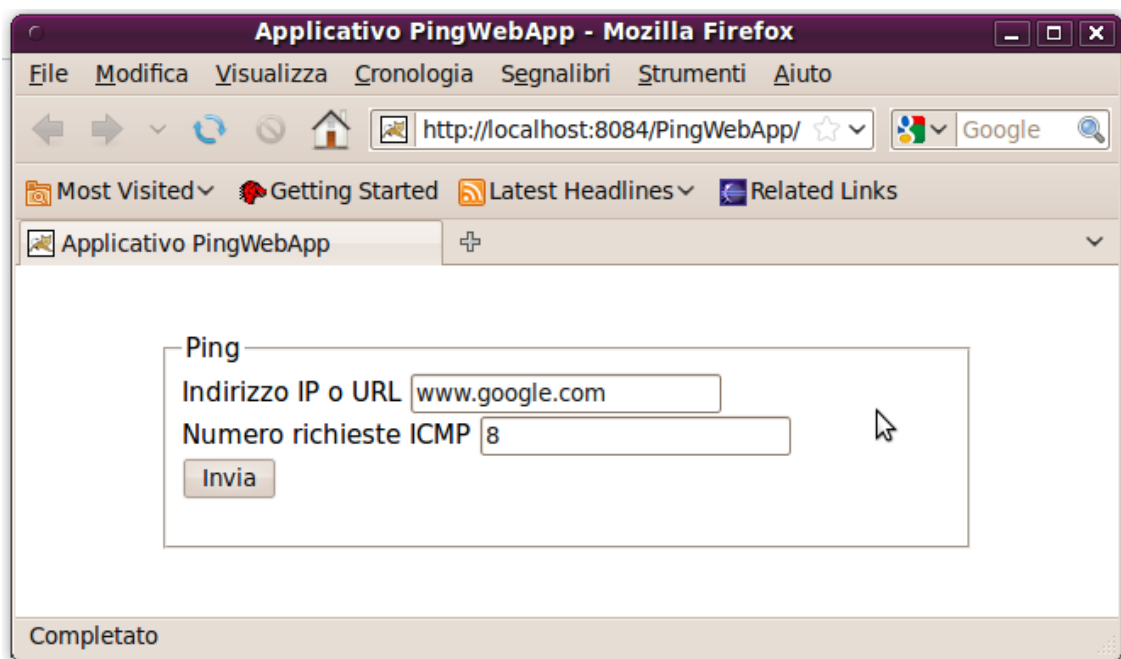 Applicativo PingWebApp - Mozilla Firefox
File Modifica Visualizza Cronologia Segnalibri Strumenti Aiuto
http://localhost:8084/PingWebApp/ Google
Most Visited Getting Started Latest Headlines Related Links
Applicativo PingWebApp
Ping
Indirizzo IP o URL www.google.com
Numero richieste ICMP 8
Invia
Completato